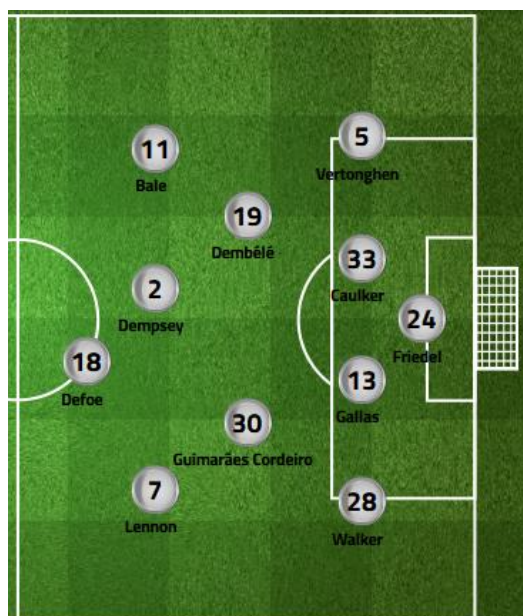 5
Vertonghen
11
Bale
19
Dembélé
33
Caulker
2
Dempsey
24
Friedel
18
Defoe
13
Gallas
30
Guimarães Cordeiro
7
Lennon
28
Walker